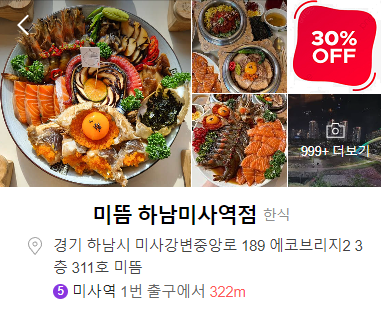 30%
OFF
999+ 더보기
미뜸 하남미사역점 한식
경기 하남시 미사강변중앙로 189 에코브리지2 3
층 311호 미뜸
5 미사역 1번 출구에서 322m